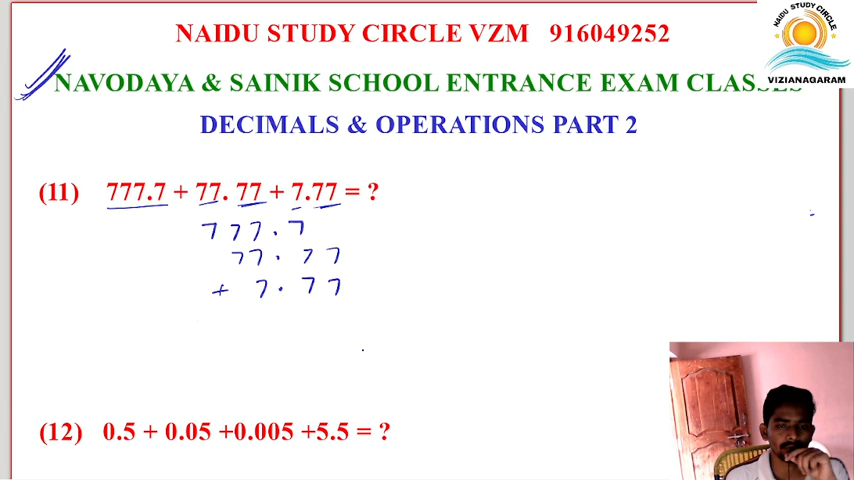 NAIDU STUDY CIRCLE VZM 916049252
NAIDU STUDY CIRCLE
VIZIANAGARAM
NAVODAYA & SAINIK SCHOOL ENTRANCE EXAM CLASSES
DECIMALS & OPERATIONS PART 2
(11) 777.7 + 77. 77 + 7.77 = ?
777.7
77.77
+ 7.77
(12) 0.5 + 0.05 +0.005 +5.5 = ?